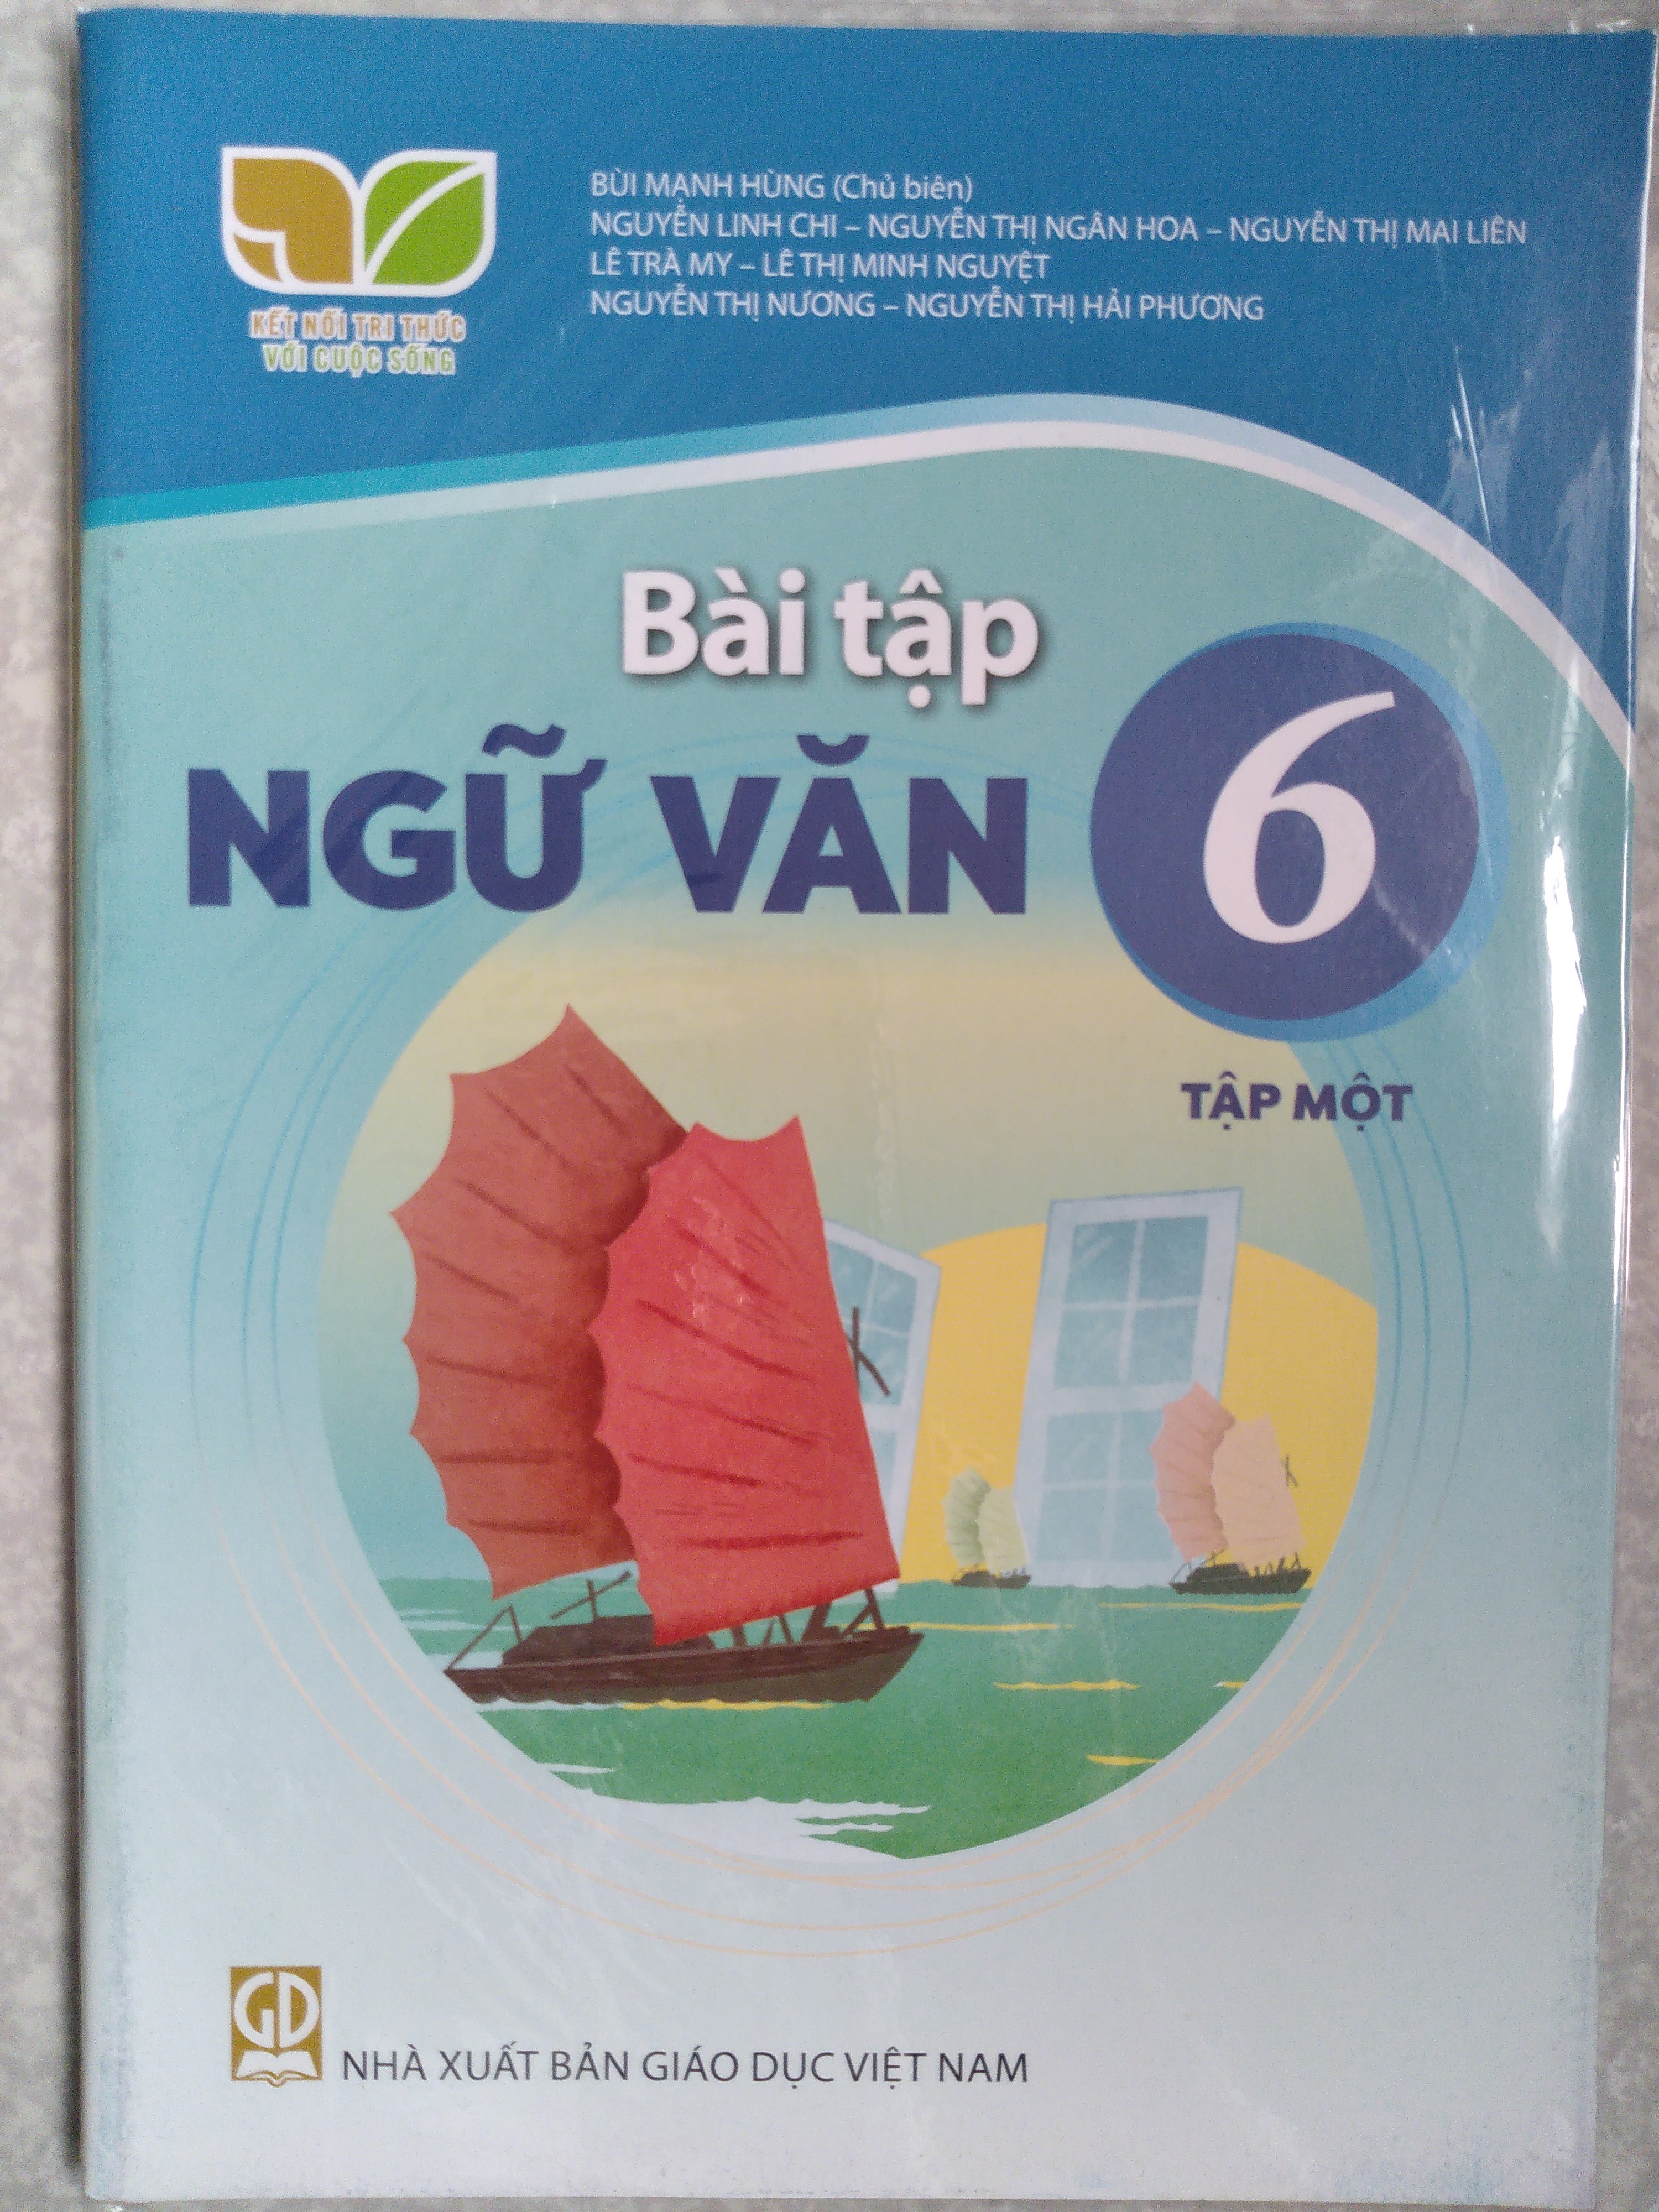 BÙI MẠNH HÙNG (Chủ biên)
NGUYỄN LINH CHI – NGUYỄN THỊ NGÂN HOA – NGUYỄN THỊ MAI LIÊN
LÊ TRÀ MY – LÊ THỊ MINH NGUYỆT
NGUYỄN THỊ NƯƠNG – NGUYỄN THỊ HẢI PHƯƠNG
KẾT NỐI TRI THỨC
VỚI CUỘC SỐNG
Bài tập
NGỮ VĂN 6
TẬP MỘT
GD
NHÀ XUẤT BẢN GIÁO DỤC VIỆT NAM